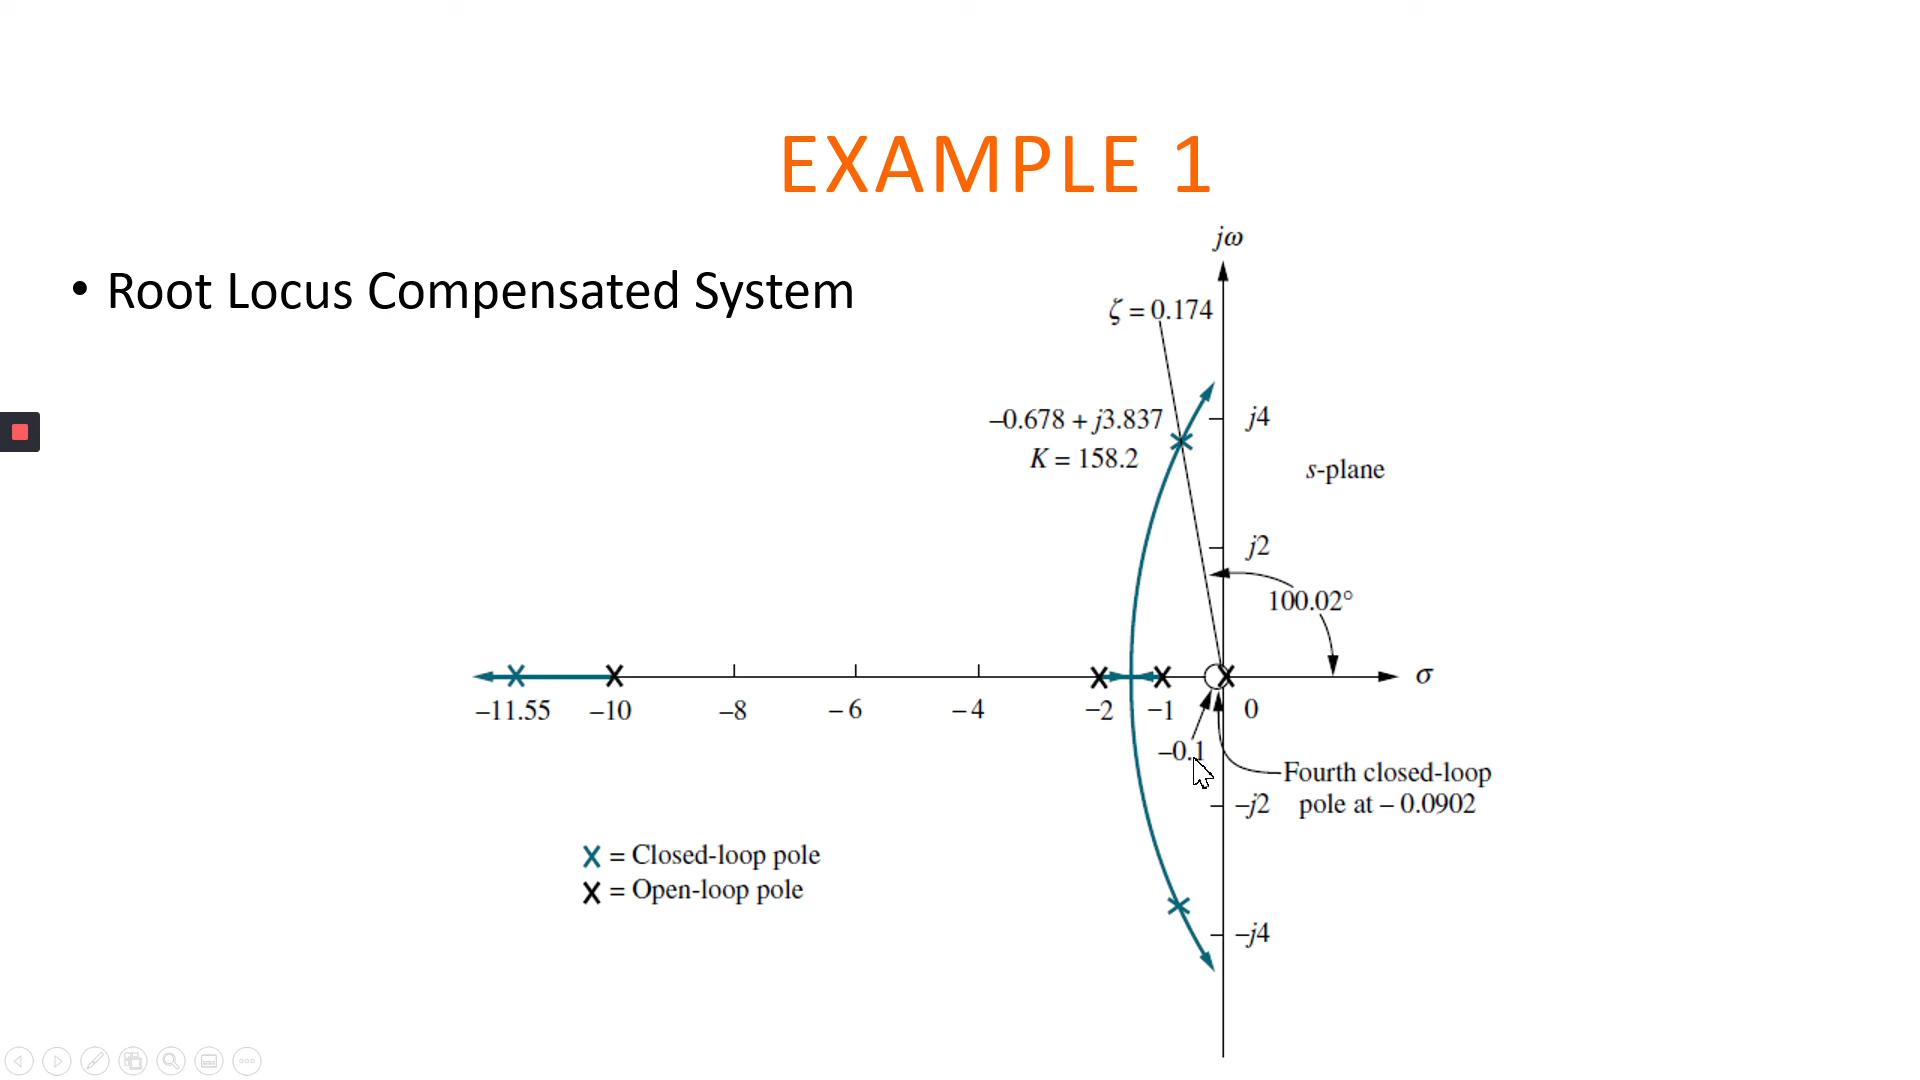 EXAMPLE 1
• Root Locus Compensated System
jω
ζ = 0.174
–0.678 + j3.837
K = 158.2
j4
s-plane
j2
100.02°
σ
–11.55 –10 –8 –6 –4 –2 –1 0
–0.1
Fourth closed-loop
pole at – 0.0902
–j2
X = Closed-loop pole
X = Open-loop pole
–j4